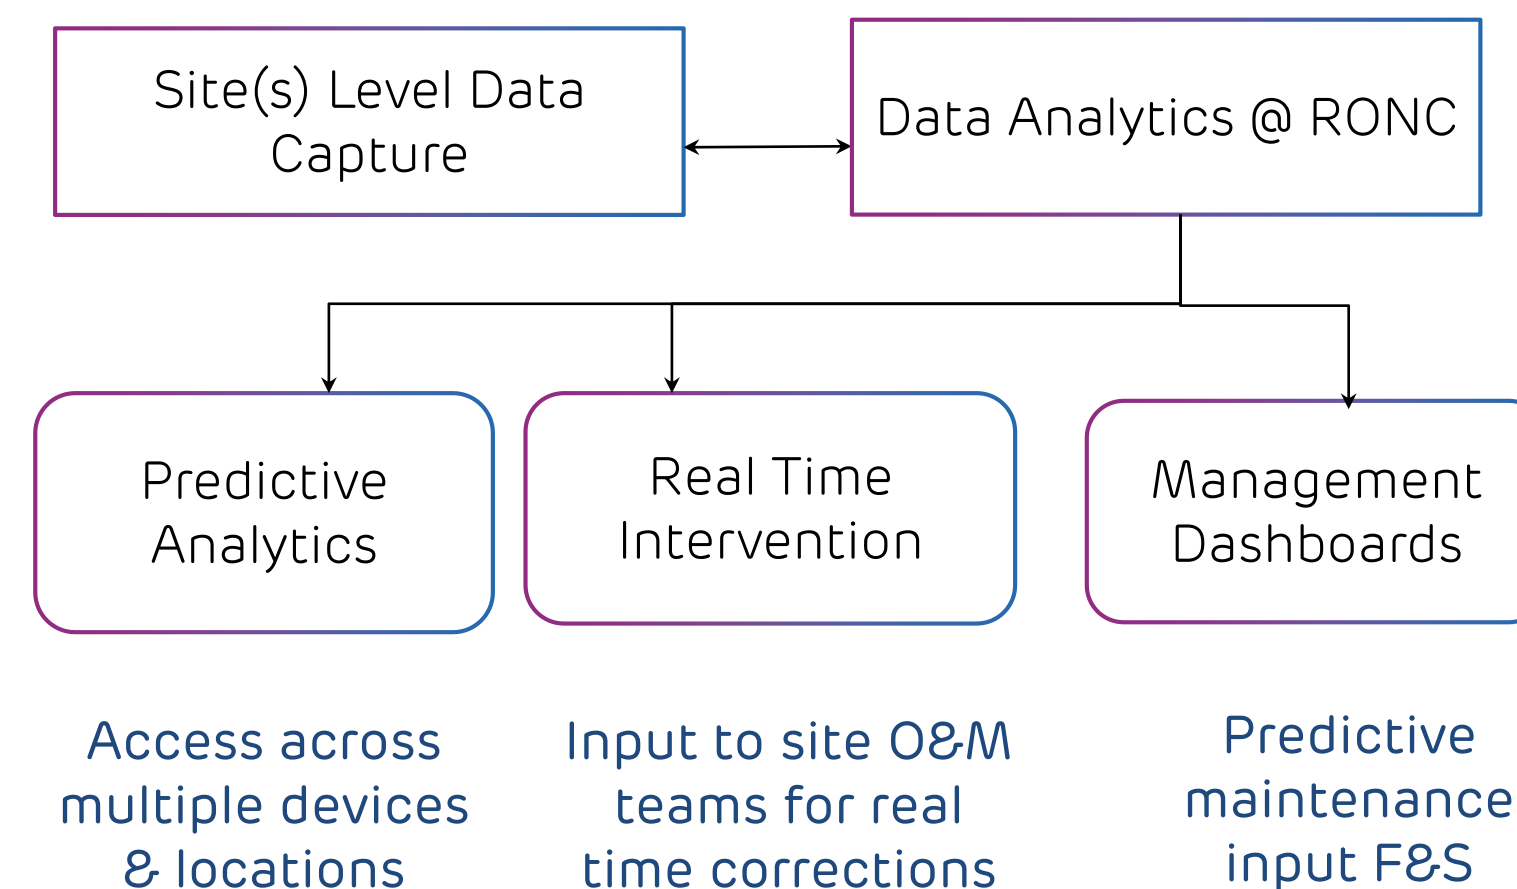 Site(s) Level Data
Capture
Data Analytics @ RONC
Predictive
Analytics
Real Time
Intervention
Management
Dashboards
Access across
multiple devices
& locations
Input to site O&M
teams for real
time corrections
Predictive
maintenance
input F&S